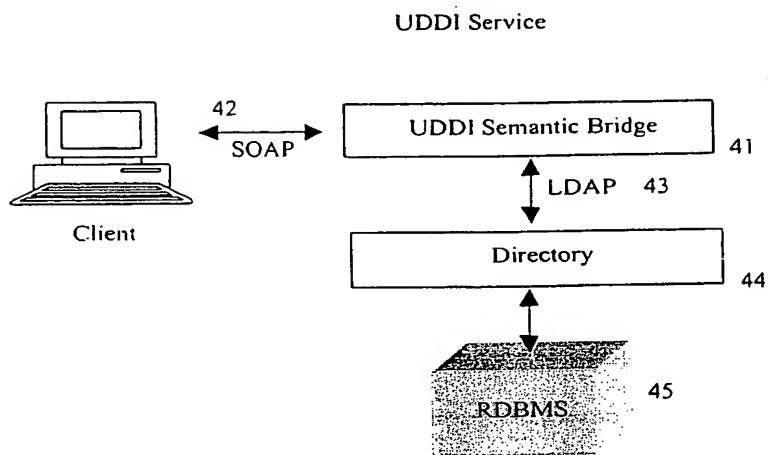 UDDI Service
42
SOAP
Client
UDDI Semantic Bridge
41
LDAP 43
Directory
44
RDBMS
45